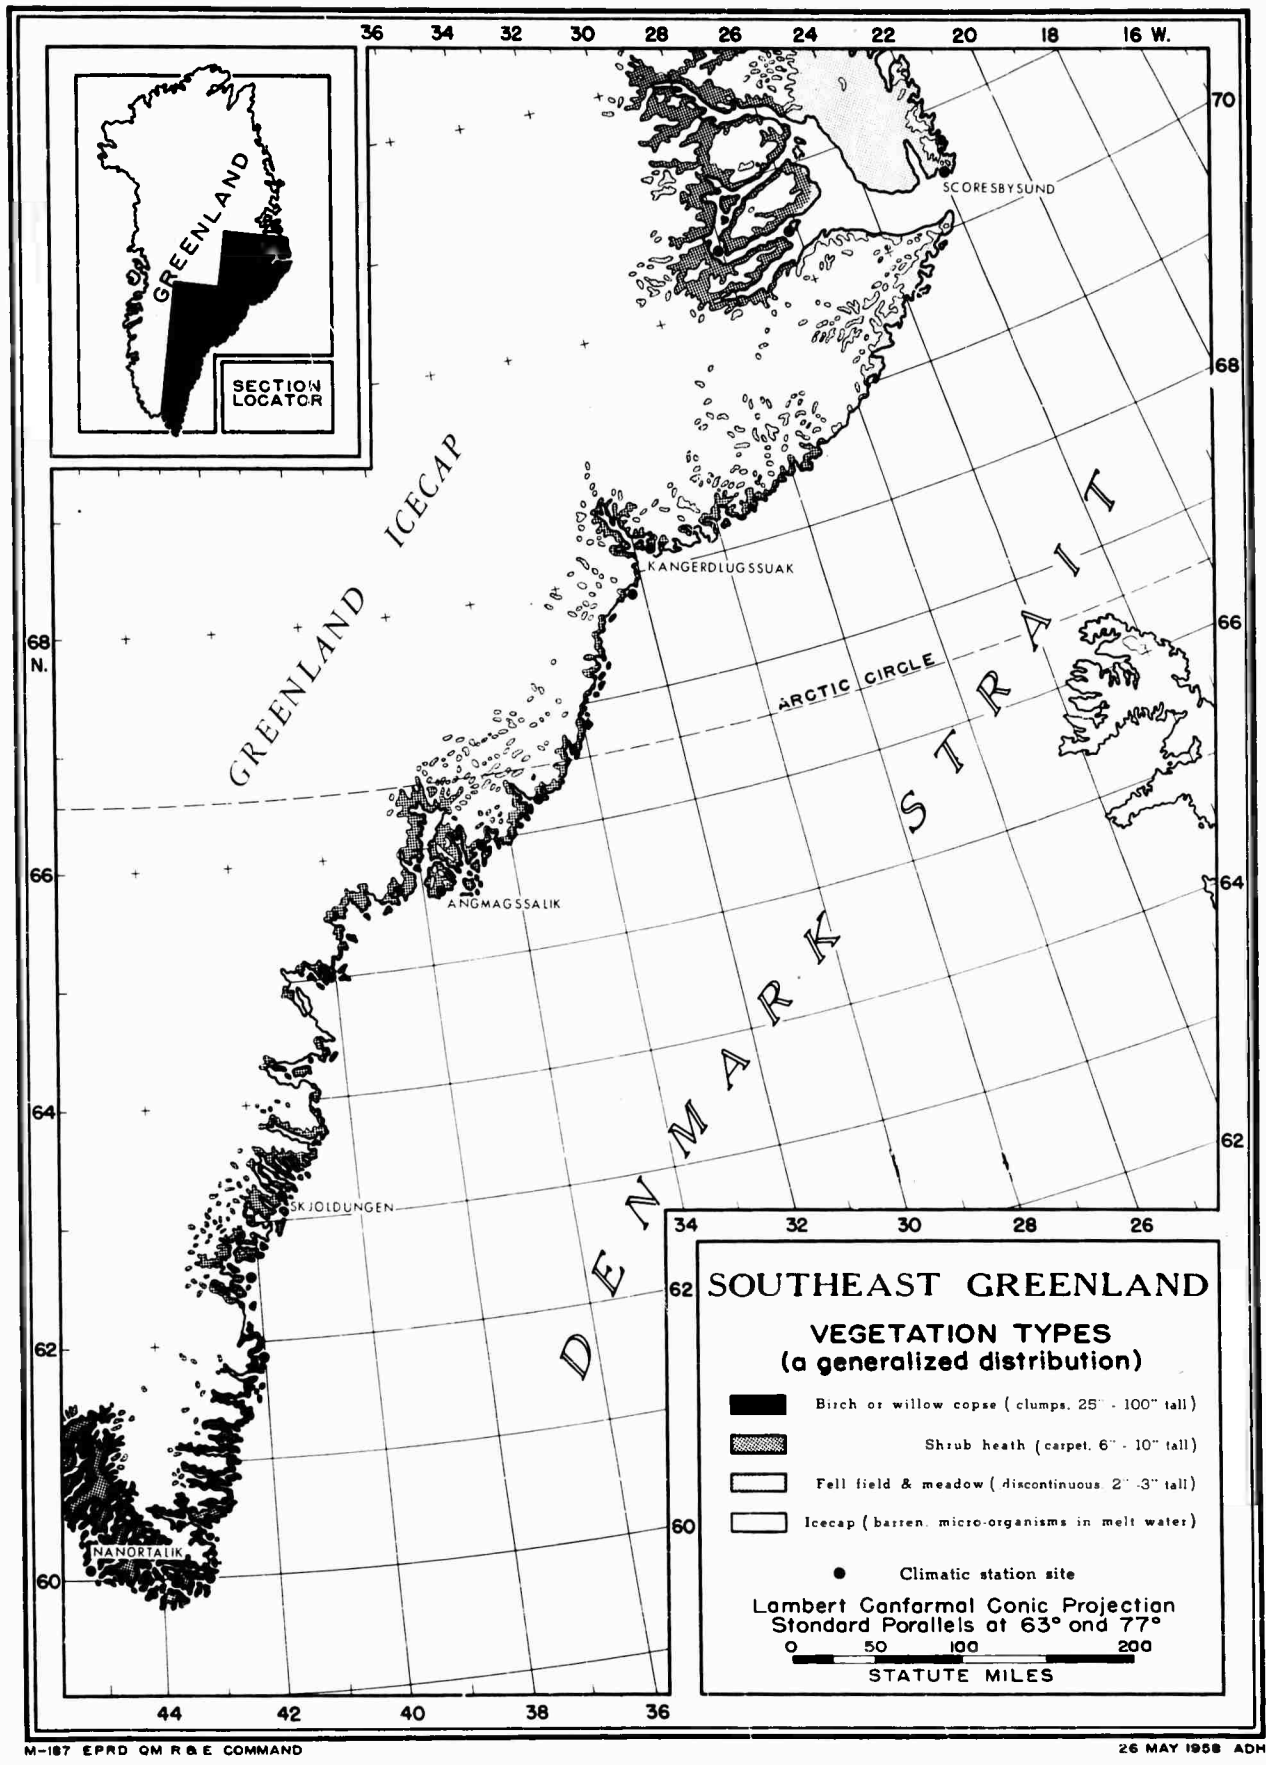 36 34 32 30 28 26 24 22 20 18 16 W.
70
GREENLAND
SECTION
LOCATOR
SCORESBYSUND
68
GREENLAND ICECAP
KANGERDLUGSSUAK
66
68
N.
ARCTIC CIRCLE
DENMARK STRAIT
66
64
ANGMAGSSALIK
64
62
SKJOLDUNGEN
34 32 30 28 26
62
62
SOUTHEAST GREENLAND
VEGETATION TYPES
(a generalized distribution)
Birch or willow copse (clumps, 25" - 100" tall)
Shrub heath (carpet, 6" - 10" tall)
Fell field & meadow (discontinuous, 2" -3" tall)
Icecap (barren, micro-organisms in melt water)
60
NANORTALIK
60
Climatic station site
Lambert Conformal Conic Projection
Standard Parallels at 63° and 77°
0 50 100 200
STATUTE MILES
44 42 40 38 36
M-187 EPRD QM R & E COMMAND
26 MAY 1958 ADH